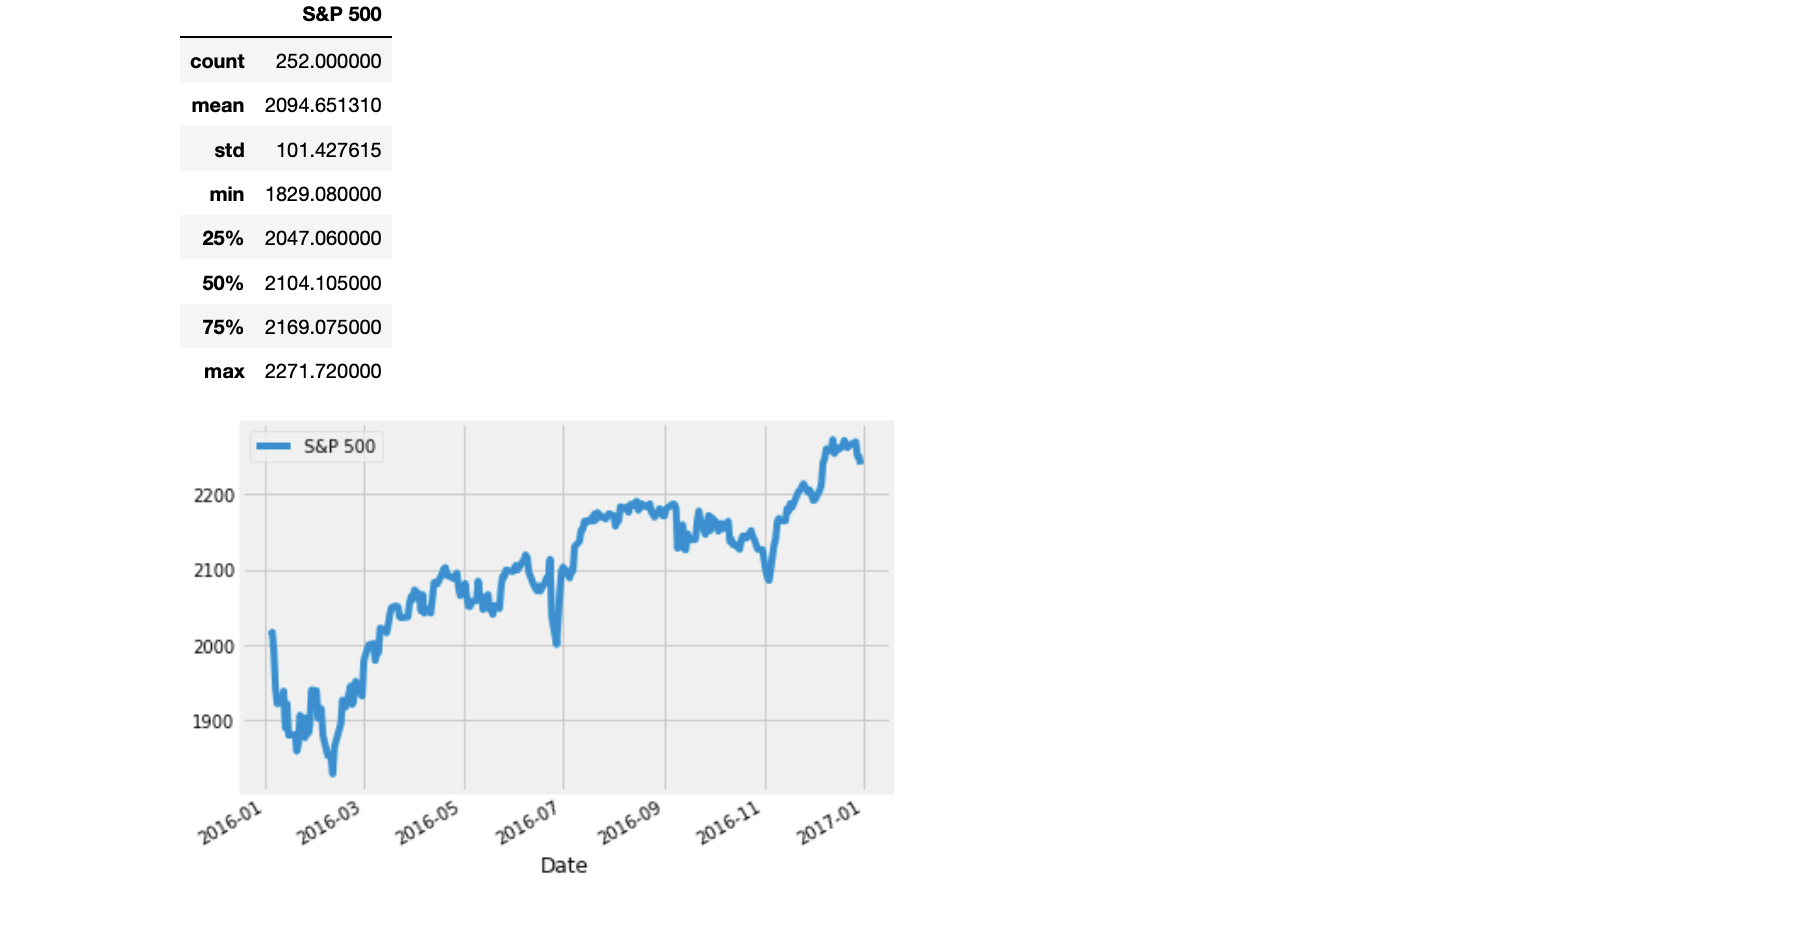 S&P 500
count 252.000000
mean 2094.651310
std 101.427615
min 1829.080000
25% 2047.060000
50% 2104.105000
75% 2169.075000
max 2271.720000
S&P 500
2200
2100
2000
1900
2016-01 2016-03 2016-05 2016-07 2016-09 2016-11 2017-01
Date